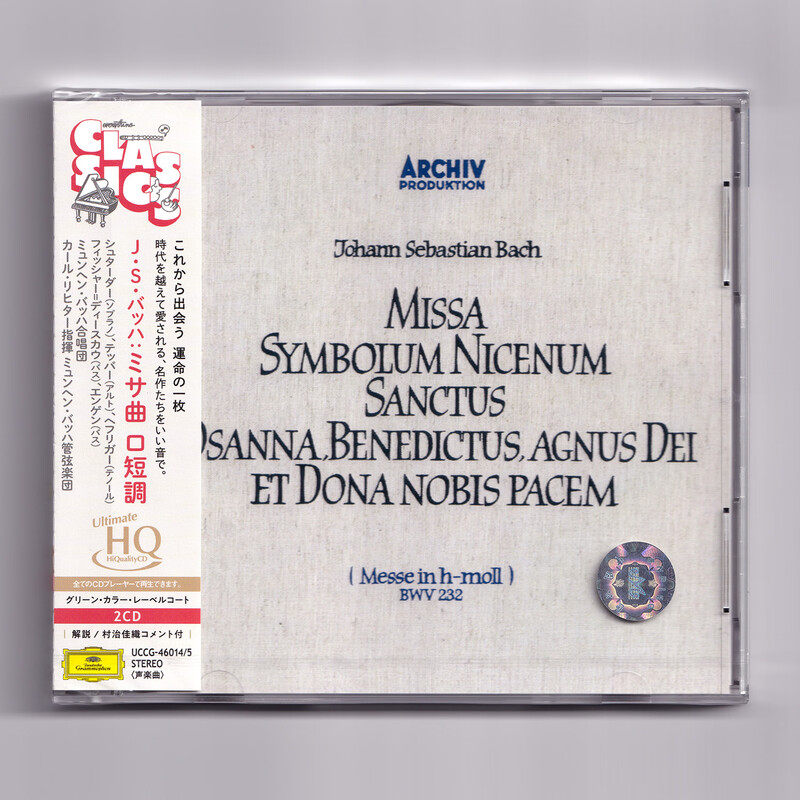 CLASSICS
これから出会う 運命の一枚
時代を越えて愛される、名作たちをいい音で。
J・S・バッハ:ミサ曲 ロ短調
シュターダー(ソプラノ)、テッパー(アルト)、ヘフリガー(テノール)
フィッシャー=ディースカウ(バス)、エンゲン(バス)
ミュンヘン・バッハ合唱団
カール・リヒター指揮 ミュンヘン・バッハ管弦楽団
Ultimate
HQ
HiQualityCD
全てのCDプレーヤーで再生できます。
グリーン・カラー・レーベルコート
2CD
解説/村治佳織コメント付
Deutsche
Grammophon
UCCG-46014/5
STEREO
〈声楽曲〉
ARCHIV
PRODUKTION
Johann Sebastian Bach
MISSA
SYMBOLUM NICENUM
SANCTUS
OSANNA, BENEDICTUS, AGNUS DEI
ET DONA NOBIS PACEM
( Messe in h-moll )
BWV 232